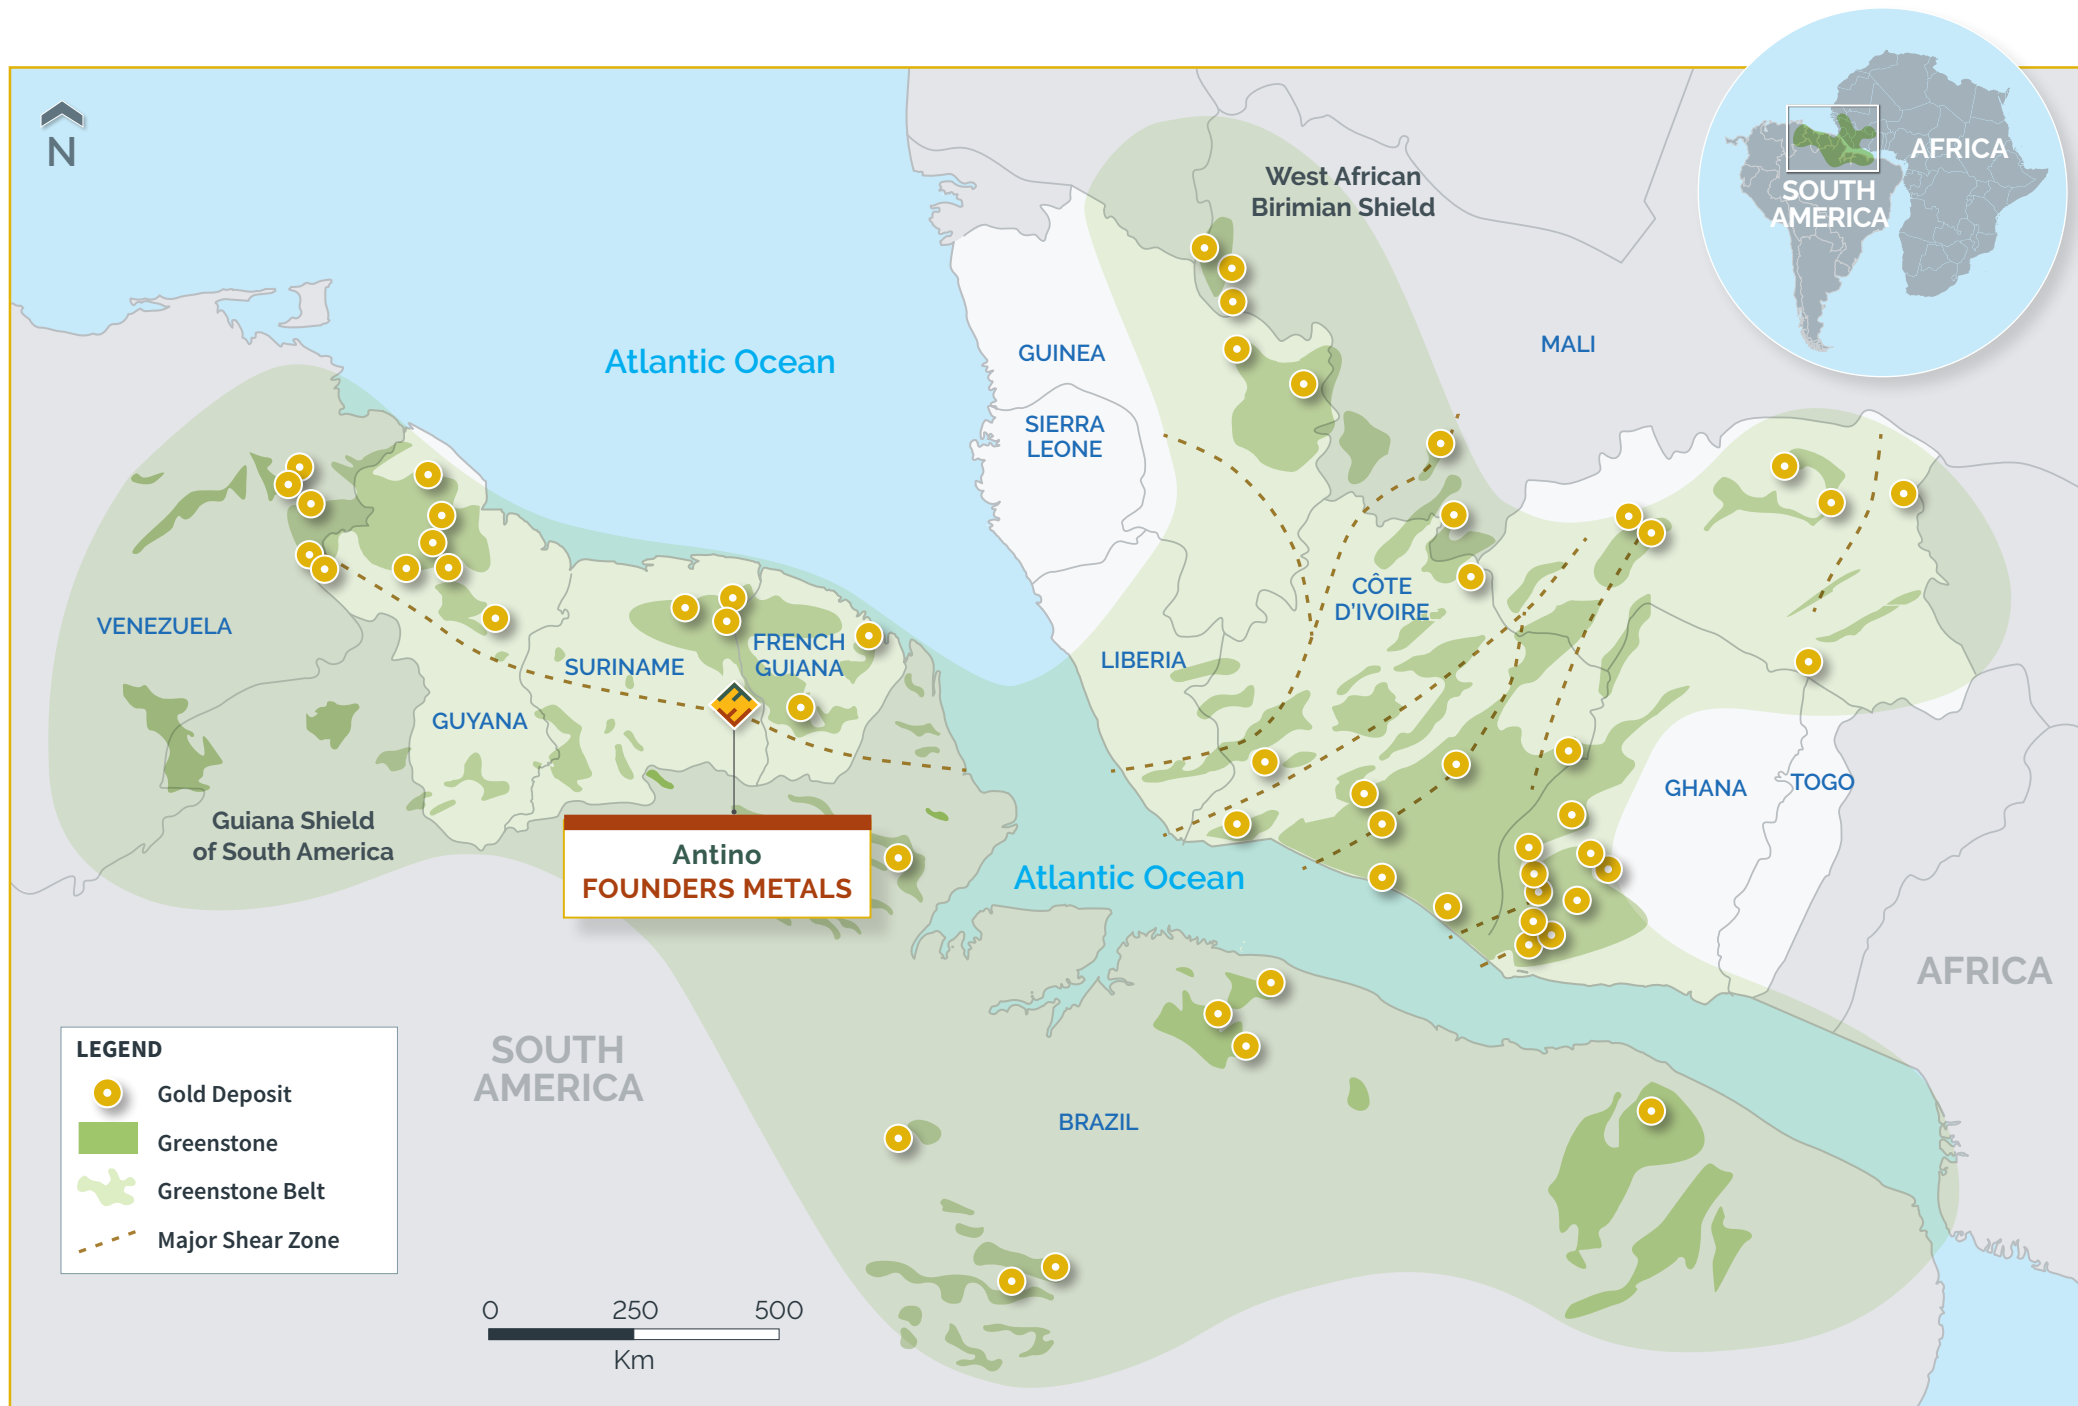 N
West African
Birimian Shield
AFRICA
SOUTH
AMERICA
Atlantic Ocean
GUINEA
MALI
SIERRA
LEONE
CÔTE
D'IVOIRE
VENEZUELA
SURINAME
FRENCH
GUIANA
LIBERIA
GUYANA
GHANA
TOGO
Guiana Shield
of South America
Antino
FOUNDERS METALS
Atlantic Ocean
AFRICA
SOUTH
AMERICA
BRAZIL
LEGEND
Gold Deposit
Greenstone
Greenstone Belt
Major Shear Zone
0 250 500
Km